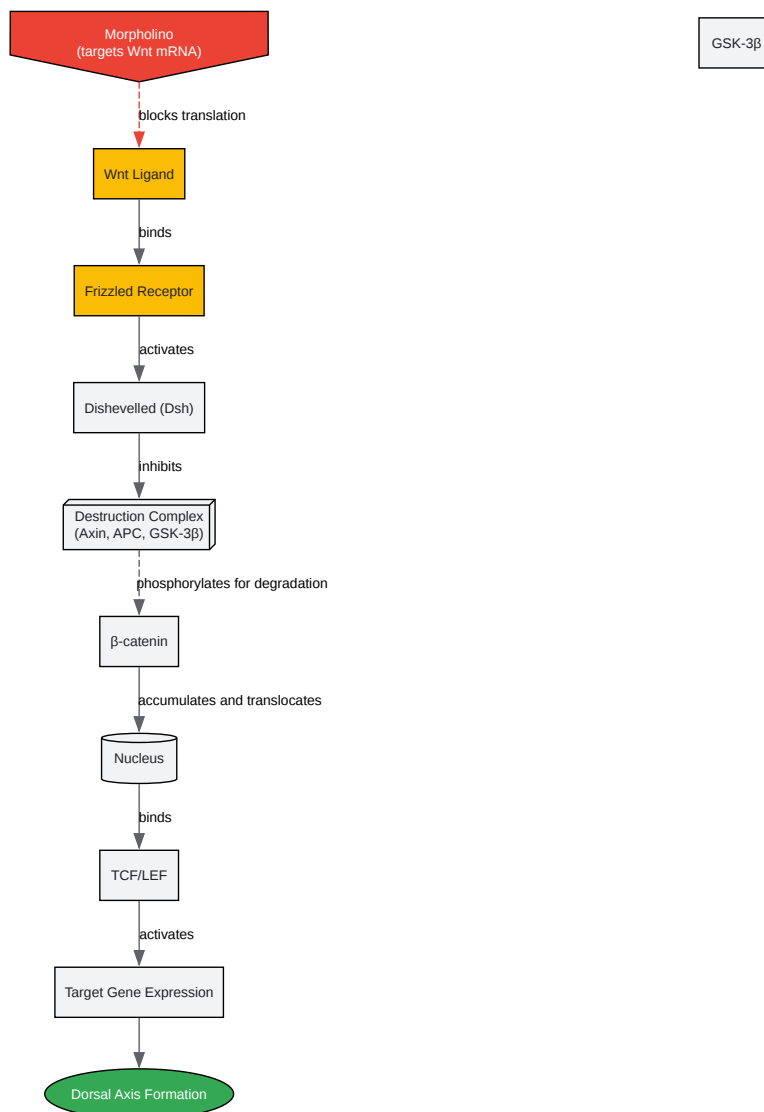 Morpholino
(targets Wnt mRNA)
GSK-3β
blocks translation
Wnt Ligand
binds
Frizzled Receptor
activates
Dishevelled (Dsh)
inhibits
Destruction Complex
(Axin, APC, GSK-3β)
phosphorylates for degradation
β-catenin
accumulates and translocates
Nucleus
binds
TCF/LEF
activates
Target Gene Expression
Dorsal Axis Formation